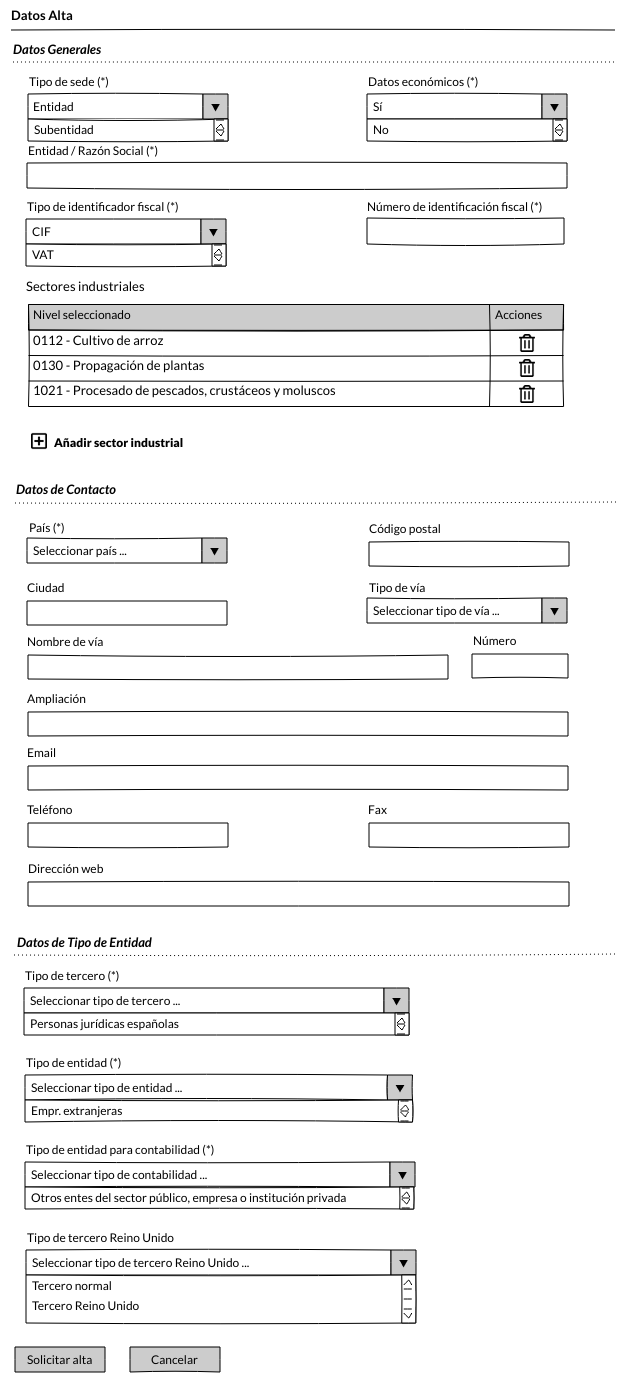 Datos Alta
Datos Generales
Tipo de sede (*) Datos económicos (*)
Entidad Sí
Subentidad No
Entidad / Razón Social (*)
Tipo de identificador fiscal (*) Número de identificación fiscal (*)
CIF
VAT
Sectores industriales
Nivel seleccionado Acciones
0112 - Cultivo de arroz
0130 - Propagación de plantas
1021 - Procesado de pescados, crustáceos y moluscos
Añadir sector industrial
Datos de Contacto
País (*) Código postal
Seleccionar país ...
Ciudad Tipo de vía
Seleccionar tipo de vía ...
Nombre de vía Número
Ampliación
Email
Teléfono Fax
Dirección web
Datos de Tipo de Entidad
Tipo de tercero (*)
Seleccionar tipo de tercero ...
Personas jurídicas españolas
Tipo de entidad (*)
Seleccionar tipo de entidad ...
Empr. extranjeras
Tipo de entidad para contabilidad (*)
Seleccionar tipo de contabilidad ...
Otros entes del sector público, empresa o institución privada
Tipo de tercero Reino Unido
Seleccionar tipo de tercero Reino Unido ...
Tercero normal
Tercero Reino Unido
Solicitar alta Cancelar